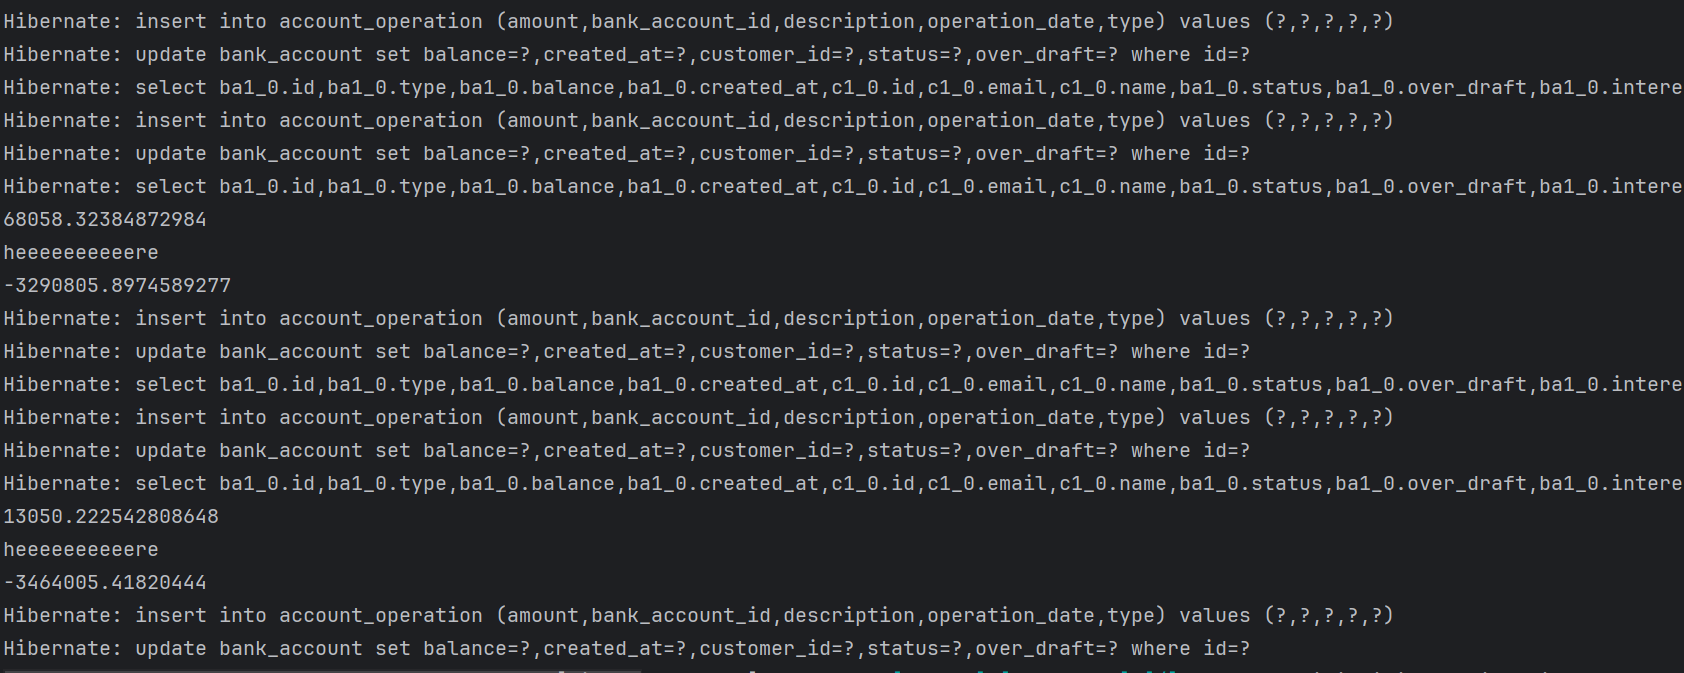 Hibernate: insert into account_operation (amount,bank_account_id,description,operation_date,type) values (?,?,?,?,?)
Hibernate: update bank_account set balance=?,created_at=?,customer_id=?,status=?,over_draft=? where id=?
Hibernate: select ba1_0.id,ba1_0.type,ba1_0.balance,ba1_0.created_at,c1_0.id,c1_0.email,c1_0.name,ba1_0.status,ba1_0.over_draft,ba1_0.intere
Hibernate: insert into account_operation (amount,bank_account_id,description,operation_date,type) values (?,?,?,?,?)
Hibernate: update bank_account set balance=?,created_at=?,customer_id=?,status=?,over_draft=? where id=?
Hibernate: select ba1_0.id,ba1_0.type,ba1_0.balance,ba1_0.created_at,c1_0.id,c1_0.email,c1_0.name,ba1_0.status,ba1_0.over_draft,ba1_0.intere
68058.32384872984
heeeeeeeeeere
-3290805.8974589277
Hibernate: insert into account_operation (amount,bank_account_id,description,operation_date,type) values (?,?,?,?,?)
Hibernate: update bank_account set balance=?,created_at=?,customer_id=?,status=?,over_draft=? where id=?
Hibernate: select ba1_0.id,ba1_0.type,ba1_0.balance,ba1_0.created_at,c1_0.id,c1_0.email,c1_0.name,ba1_0.status,ba1_0.over_draft,ba1_0.intere
Hibernate: insert into account_operation (amount,bank_account_id,description,operation_date,type) values (?,?,?,?,?)
Hibernate: update bank_account set balance=?,created_at=?,customer_id=?,status=?,over_draft=? where id=?
Hibernate: select ba1_0.id,ba1_0.type,ba1_0.balance,ba1_0.created_at,c1_0.id,c1_0.email,c1_0.name,ba1_0.status,ba1_0.over_draft,ba1_0.intere
13050.222542808648
heeeeeeeeeere
-3464005.41820444
Hibernate: insert into account_operation (amount,bank_account_id,description,operation_date,type) values (?,?,?,?,?)
Hibernate: update bank_account set balance=?,created_at=?,customer_id=?,status=?,over_draft=? where id=?